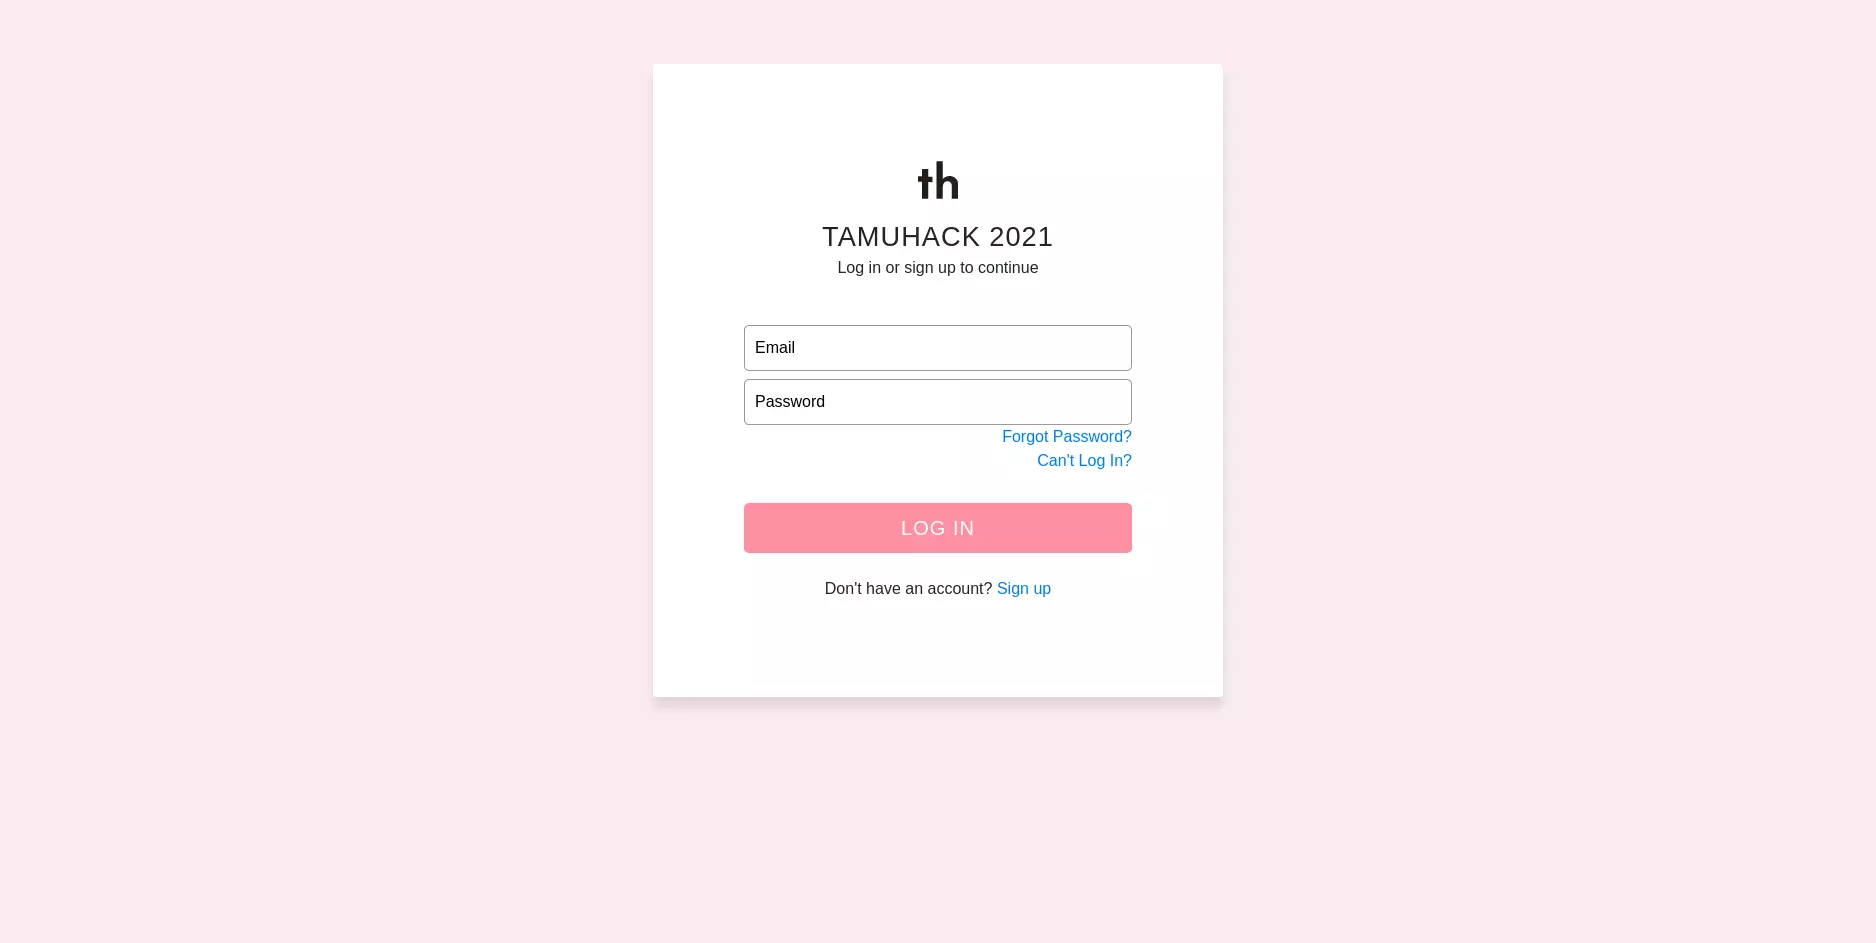 th
TAMUHACK 2021
Log in or sign up to continue
Email
Password
Forgot Password?
Can't Log In?
LOG IN
Don't have an account? Sign up